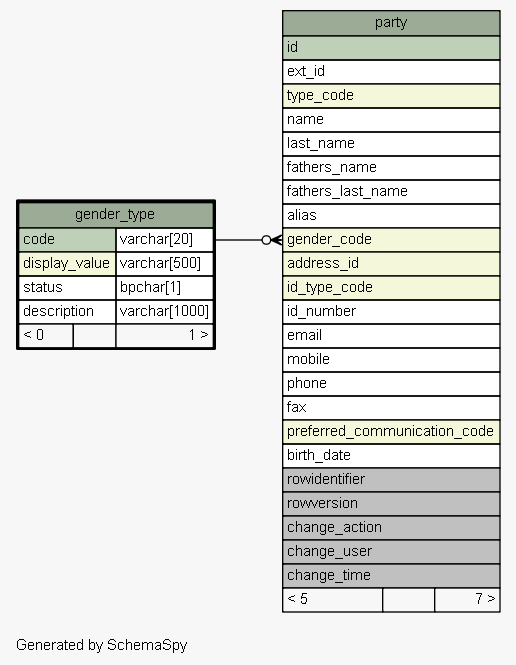 party
id
ext_id
type_code
name
last_name
fathers_name
fathers_last_name
alias
gender_code
address_id
id_type_code
id_number
email
mobile
phone
fax
preferred_communication_code
birth_date
rowidentifier
rowversion
change_action
change_user
change_time
< 5 7 >
gender_type
code varchar[20]
display_value varchar[500]
status bpchar[1]
description varchar[1000]
< 0 1 >
Generated by SchemaSpy